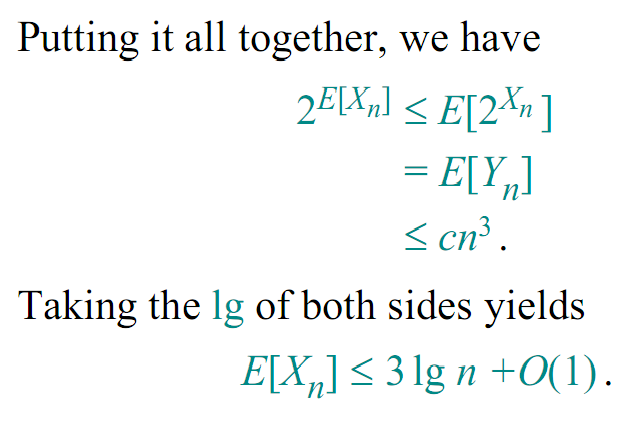 Putting it all together, we have
2^{E[X_n]} ≤ E[2^{X_n}]
= E[Y_n]
≤ cn^3 .
Taking the lg of both sides yields
E[X_n] ≤ 3 lg n +O(1).